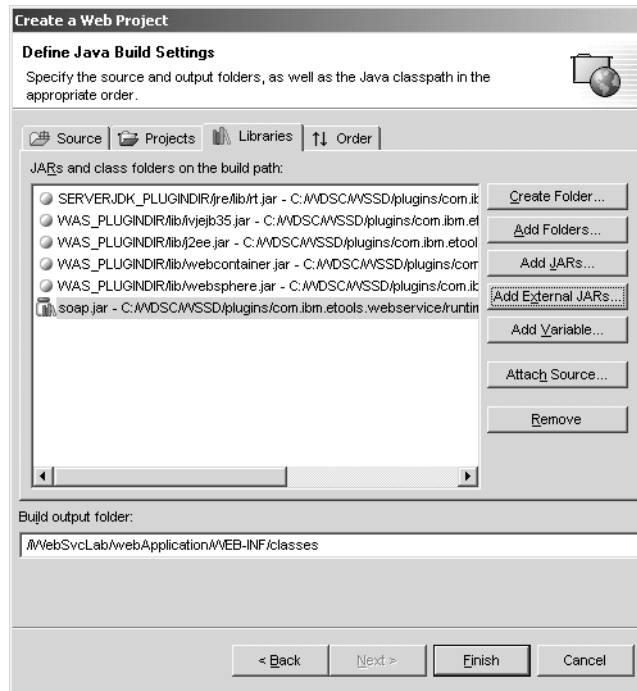 Create a Web Project
Define Java Build Settings
Specify the source and output folders, as well as the Java classpath in the
appropriate order.
Source Projects Libraries Order
JARs and class folders on the build path:
SERVERJDK_PLUGINDIR/jre/lib/rt.jar - C:/WDSC/WSSD/plugins/com.ib
WAS_PLUGINDIR/lib/ivjejb35.jar - C:/WDSC/WSSD/plugins/com.ibm.et
WAS_PLUGINDIR/lib/j2ee.jar - C:/WDSC/WSSD/plugins/com.ibm.etool
WAS_PLUGINDIR/lib/webcontainer.jar - C:/WDSC/WSSD/plugins/com
WAS_PLUGINDIR/lib/websphere.jar - C:/WDSC/WSSD/plugins/com.ib
soap.jar - C:/WDSC/WSSD/plugins/com.ibm.etools.webservice/runtim
Create Folder...
Add Folders...
Add JARs...
Add External JARs...
Add Variable...
Attach Source...
Remove
Build output folder:
/WebSvcLab/webApplication/WEB-INF/classes
< Back Next > Finish Cancel